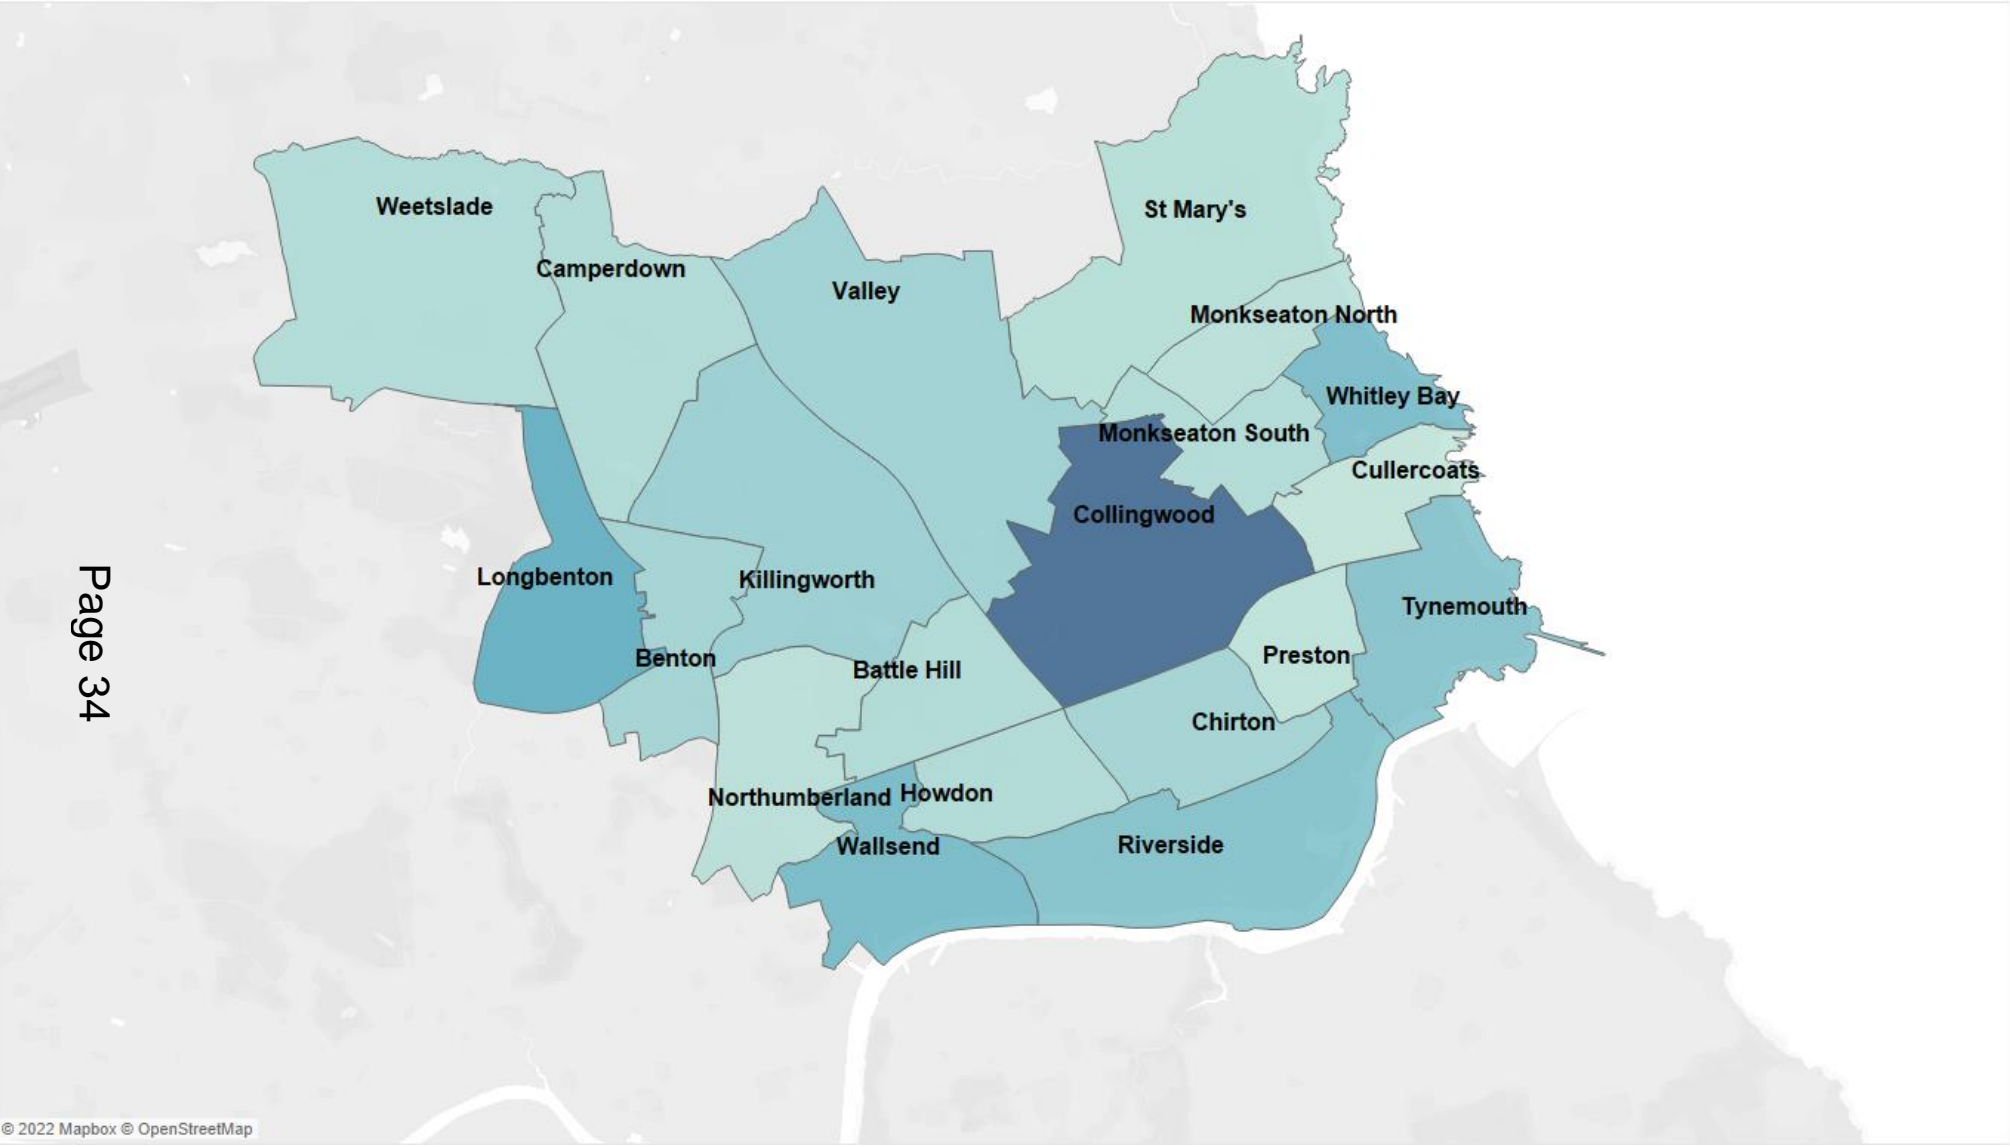 Weetslade
St Mary's
Camperdown
Valley
Monkseaton North
Whitley Bay
Monkseaton South
Cullercoats
Collingwood
Longbenton
Killingworth
Tynemouth
Benton
Battle Hill
Preston
Chirton
Northumberland
Howdon
Wallsend
Riverside
Page 34
© 2022 Mapbox © OpenStreetMap